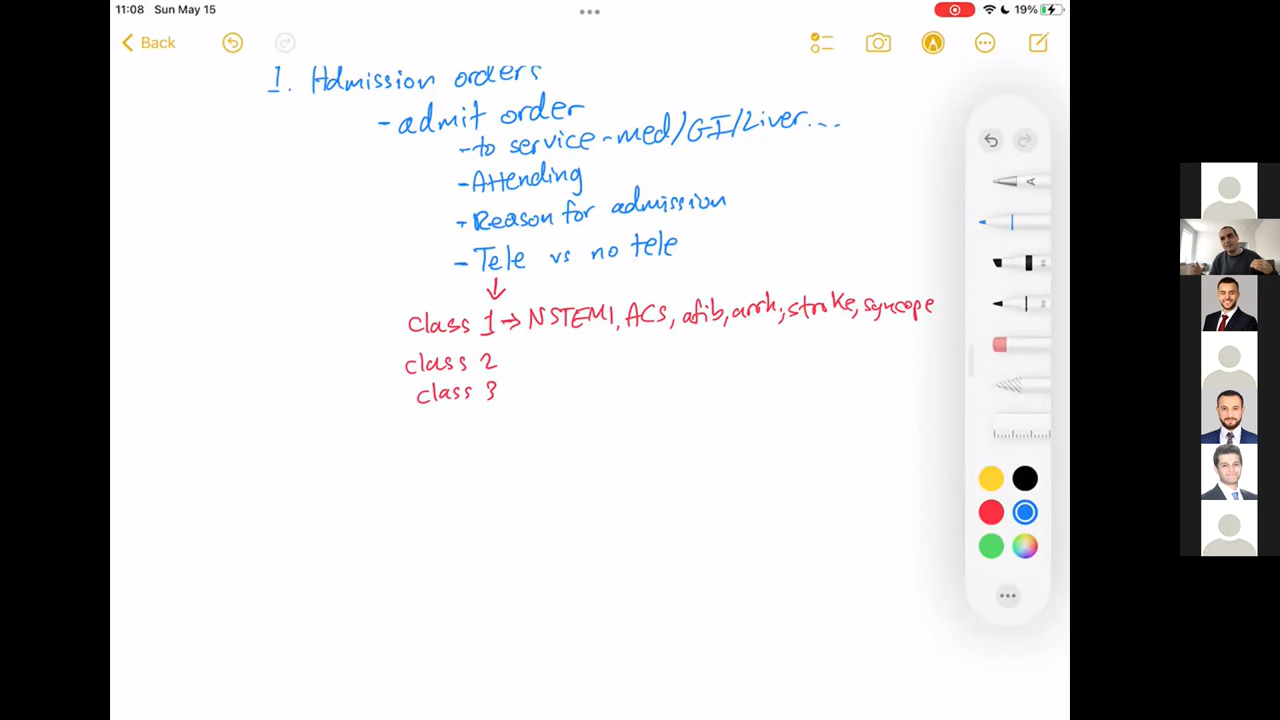 11:08 Sun May 15
19%
Back
1. Admission orders
- admit order
- to service - med/GI/Liver...
- Attending
- Reason for admission
- Tele vs no tele
↓
class 1 → NSTEMI, ACS, afib, arrh, stroke, syncope
class 2
class 3